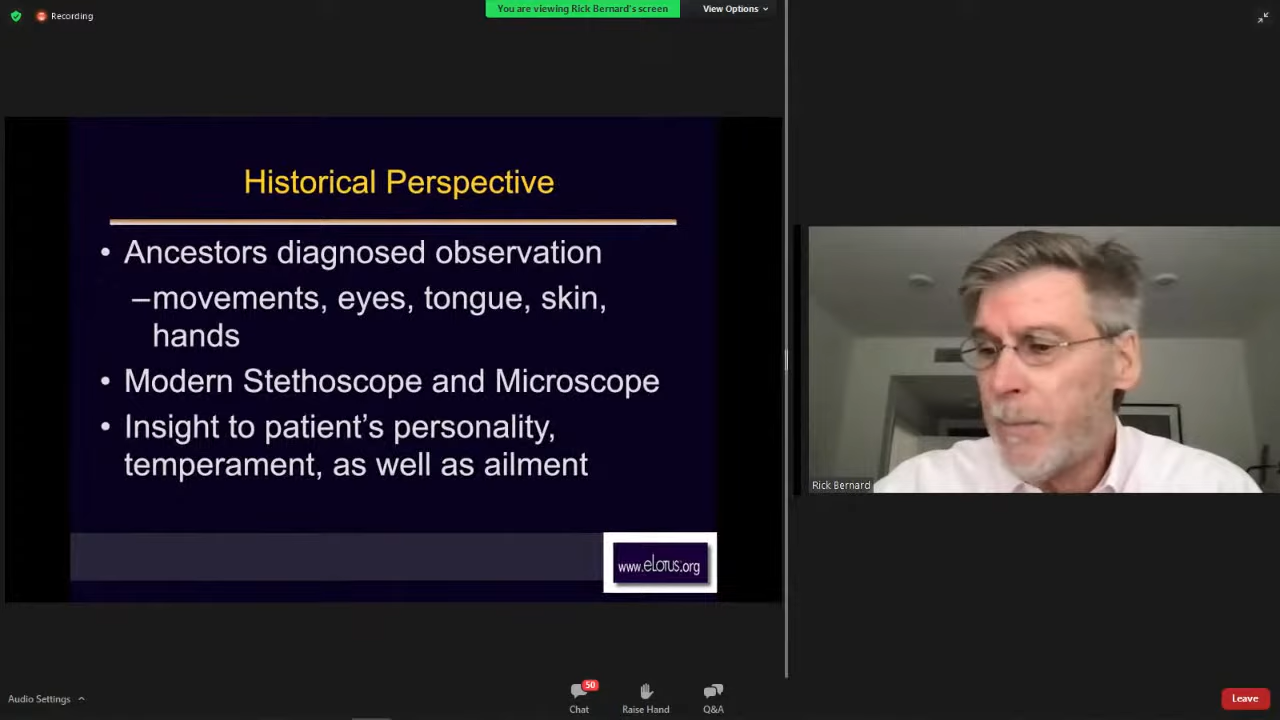 Recording
You are viewing Rick Bernard's screen
View Options
Historical Perspective
• Ancestors diagnosed observation
–movements, eyes, tongue, skin,
hands
• Modern Stethoscope and Microscope
• Insight to patient’s personality,
temperament, as well as ailment
www.eLotus.org
Rick Bernard
Audio Settings
50
Chat
Raise Hand
Q&A
Leave